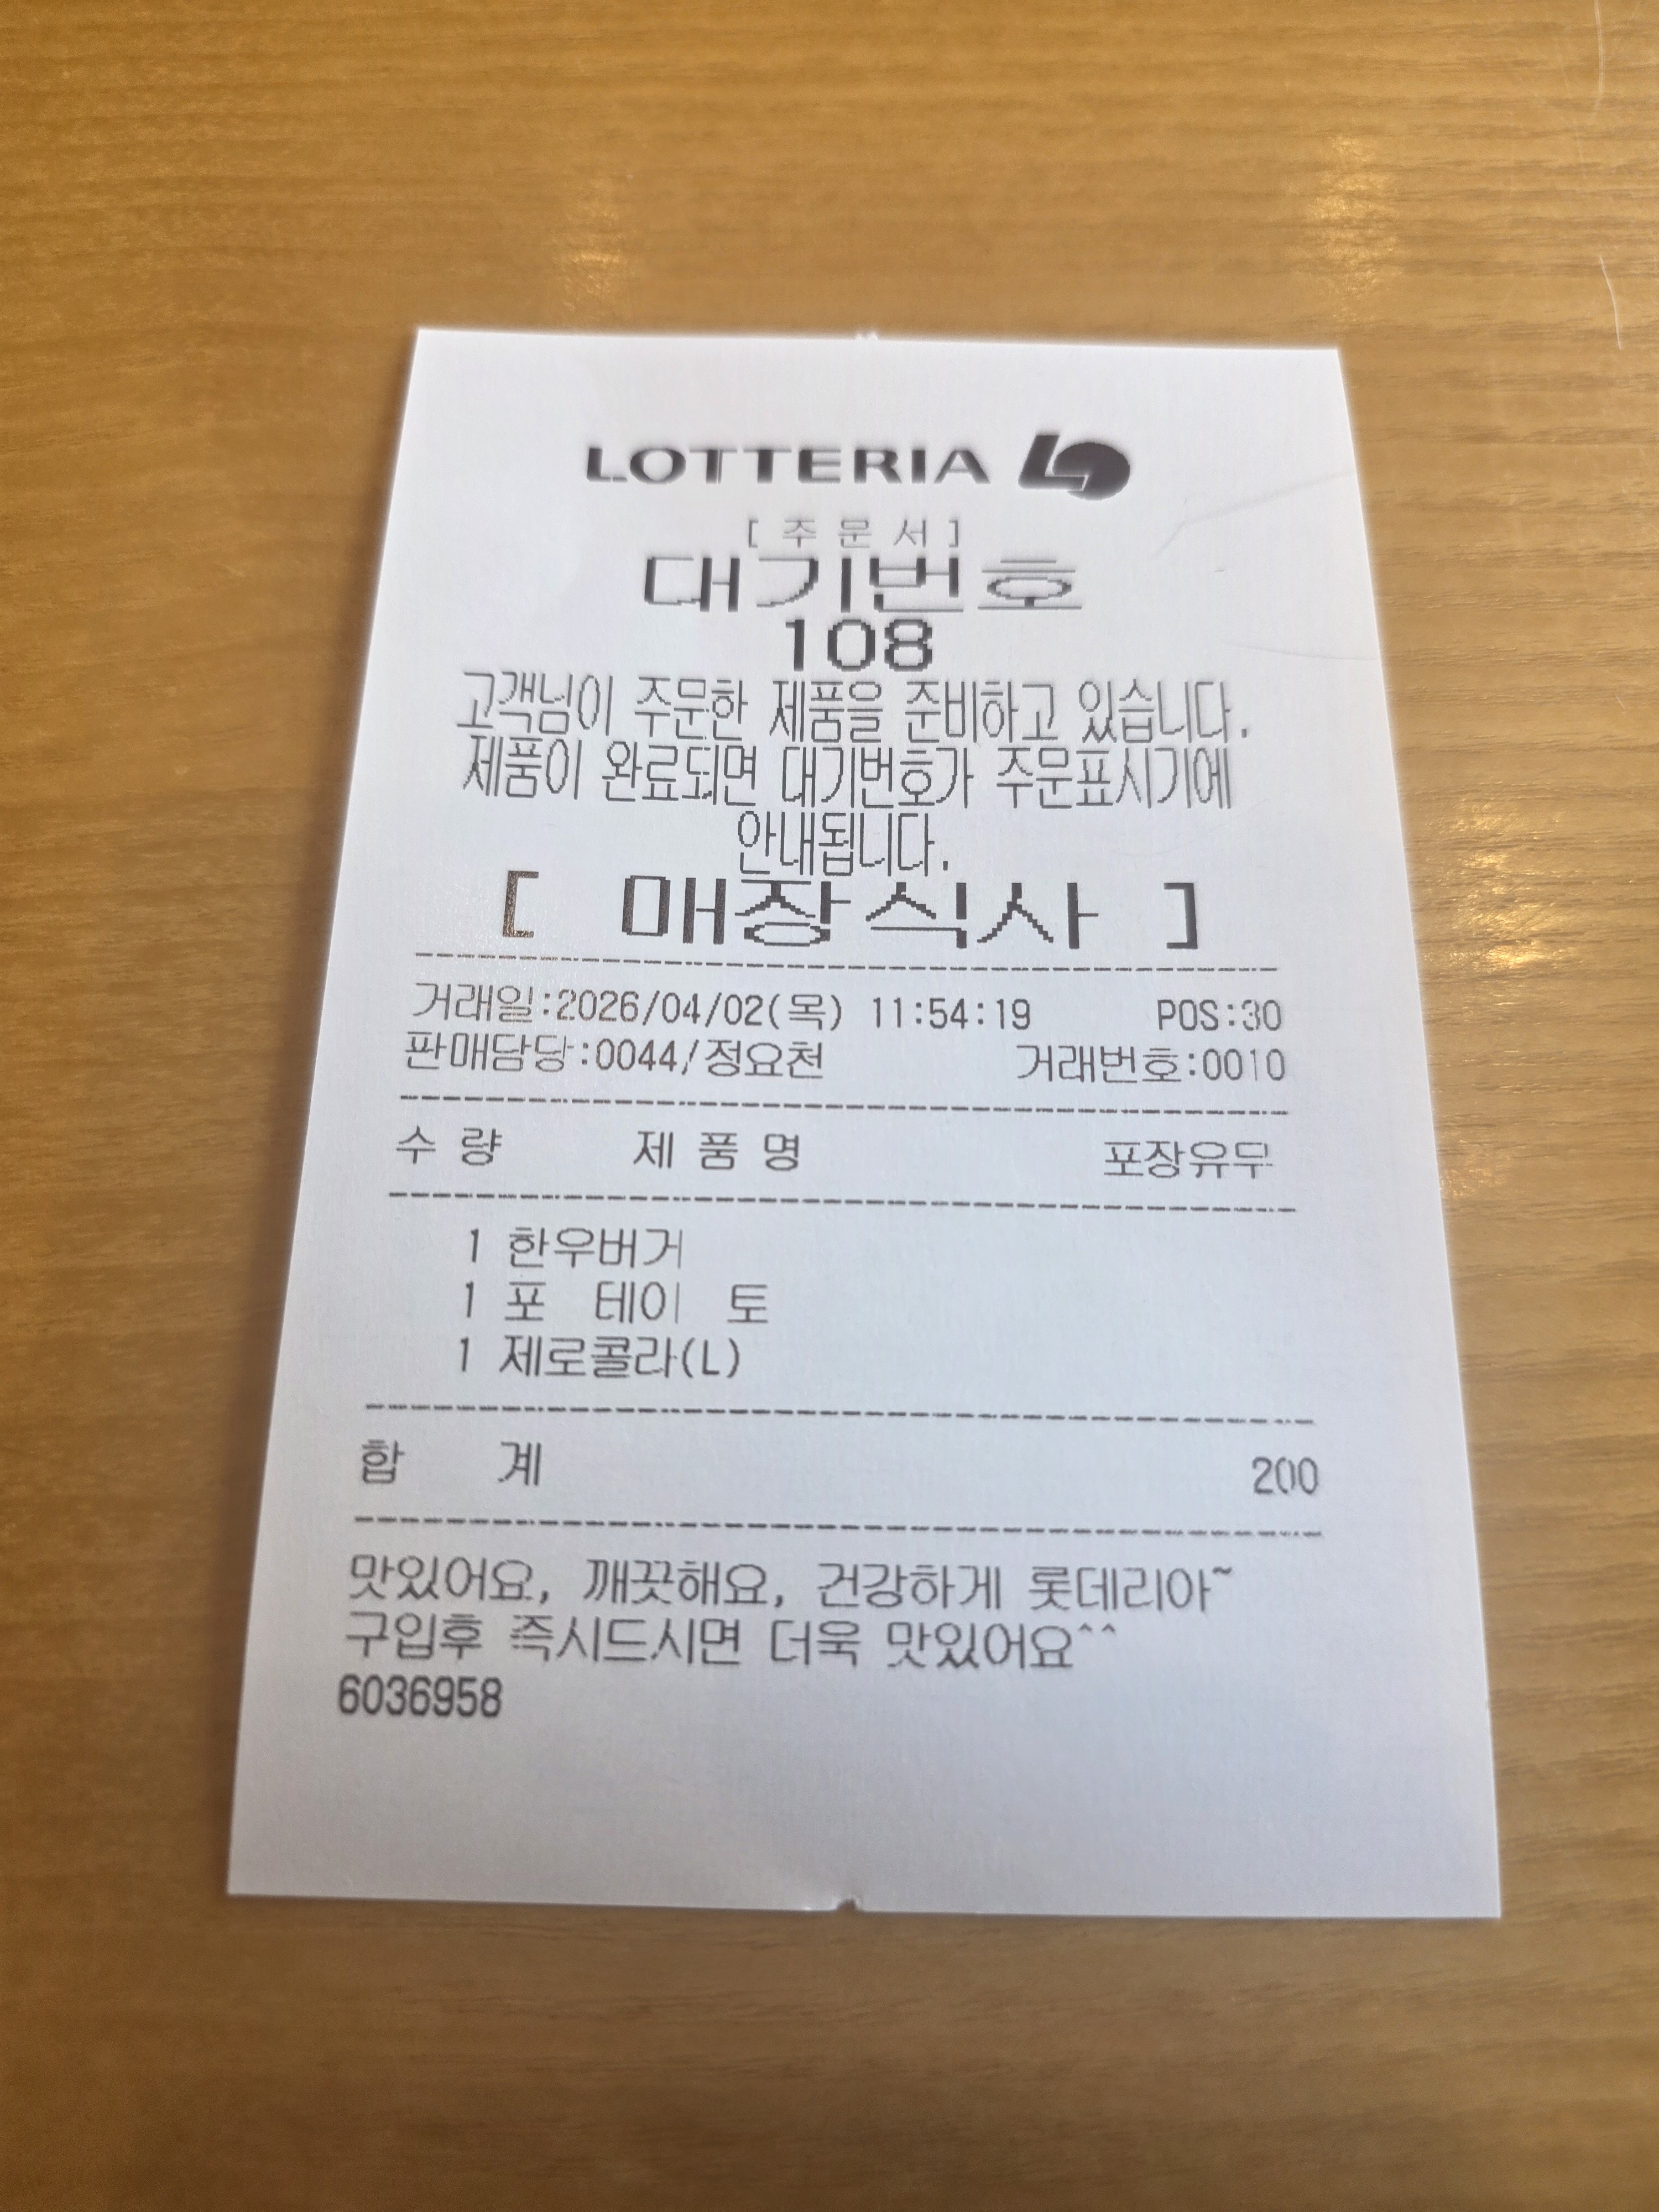 LOTTERIA
[ 주 문 서 ]
대기번호
108
고객님이 주문한 제품을 준비하고 있습니다.
제품이 완료되면 대기번호가 주문표시기에
안내됩니다.
[ 매장식사 ]
거래일:2026/04/02(목) 11:54:19 POS:30
판매담당:0044/정요천 거래번호:0010
수 량 제 품 명 포장유무
1 한우버거
1 포 테이 토
1 제로콜라(L)
합 계 200
맛있어요, 깨끗해요, 건강하게 롯데리아~
구입후 즉시드시면 더욱 맛있어요^^
6036958